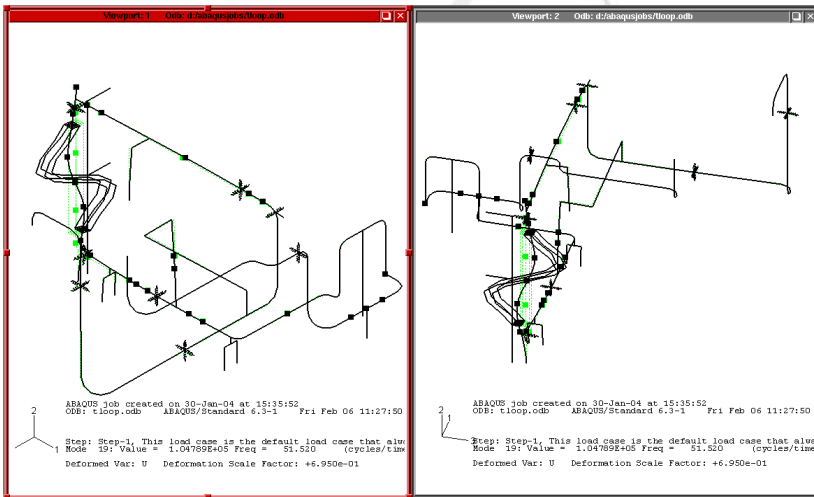 Viewport: 1 Odb: d:/abaqusjobs/tloop.odb
2
1
ABAQUS job created on 30-Jan-04 at 15:35:52
ODB: tloop.odb ABAQUS/Standard 6.3-1 Fri Feb 06 11:27:50
Step: Step-1, This load case is the default load case that
Mode 19: Value = 1.04789E+05 Freq = 51.520 (cycles/time
Deformed Var: U Deformation Scale Factor: +6.950e-01
Viewport: 2 Odb: d:/abaqusjobs/tloop.odb
2
1
3
ABAQUS job created on 30-Jan-04 at 15:35:52
ODB: tloop.odb ABAQUS/Standard 6.3-1 Fri Feb 06 11:27:50
Step: Step-1, This load case is the default load case that
Mode 19: Value = 1.04789E+05 Freq = 51.520 (cycles/time
Deformed Var: U Deformation Scale Factor: +6.950e-01